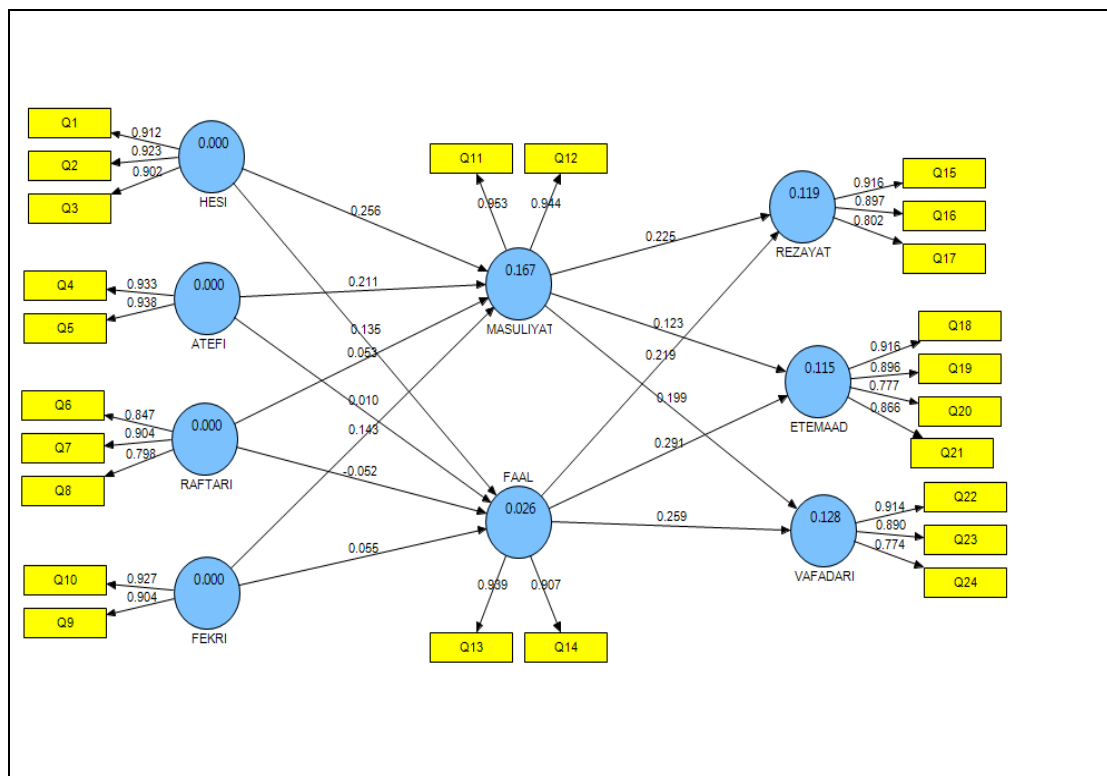 Q1
Q2
Q3
0.912
0.923
0.902
0.000
HESI
Q4
Q5
0.933
0.938
0.000
ATEFI
Q6
Q7
Q8
0.847
0.904
0.798
0.000
RAFTARI
Q10
Q9
0.927
0.904
0.000
FEKRI
0.256
0.211
0.135
0.053
0.010
0.143
-0.052
0.055
Q11
Q12
0.953
0.944
0.167
MASULIYAT
FAAL
0.026
0.939
0.907
Q13
Q14
0.225
0.123
0.219
0.199
0.291
0.259
0.119
REZAYAT
0.916
0.897
0.802
Q15
Q16
Q17
0.115
ETEMAAD
0.916
0.896
0.777
0.866
Q18
Q19
Q20
Q21
0.128
VAFADARI
0.914
0.890
0.774
Q22
Q23
Q24